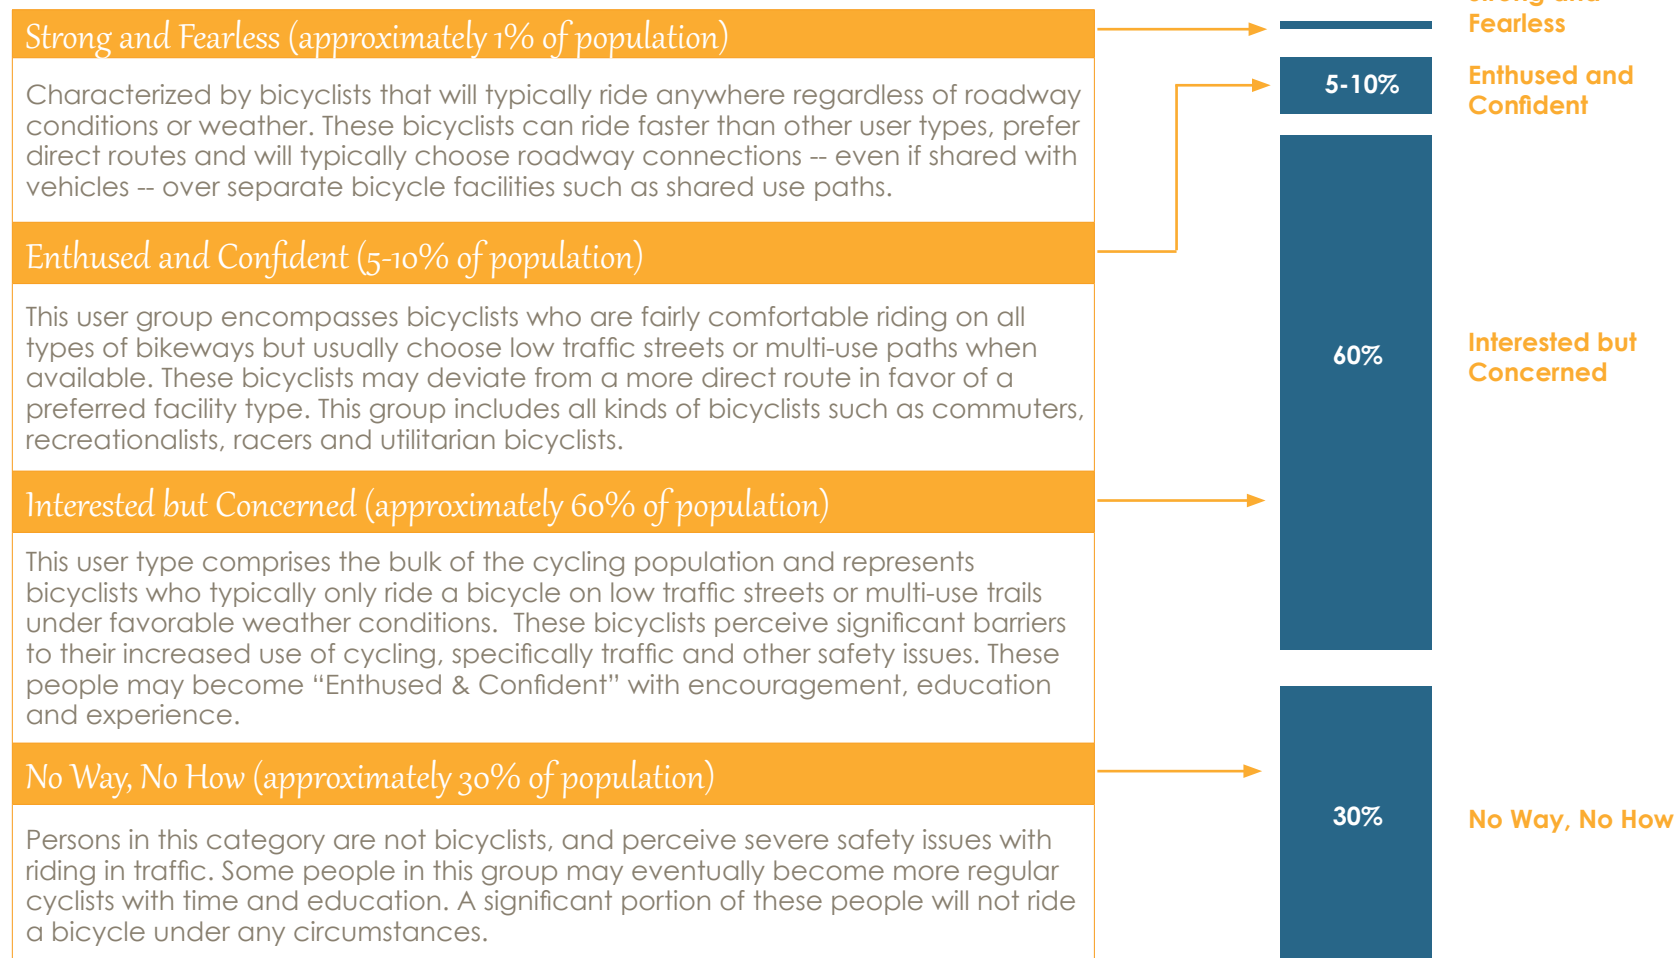 Strong and Fearless (approximately 1% of population)
Characterized by bicyclists that will typically ride anywhere regardless of roadway
conditions or weather. These bicyclists can ride faster than other user types, prefer
direct routes and will typically choose roadway connections -- even if shared with
vehicles -- over separate bicycle facilities such as shared use paths.
Enthused and Confident (5-10% of population)
This user group encompasses bicyclists who are fairly comfortable riding on all
types of bikeways but usually choose low traffic streets or multi-use paths when
available. These bicyclists may deviate from a more direct route in favor of a
preferred facility type. This group includes all kinds of bicyclists such as commuters,
recreationalists, racers and utilitarian bicyclists.
Interested but Concerned (approximately 60% of population)
This user type comprises the bulk of the cycling population and represents
bicyclists who typically only ride a bicycle on low traffic streets or multi-use trails
under favorable weather conditions.  These bicyclists perceive significant barriers
to their increased use of cycling, specifically traffic and other safety issues. These
people may become “Enthused & Confident” with encouragement, education
and experience.
No Way, No How (approximately 30% of population)
Persons in this category are not bicyclists, and perceive severe safety issues with
riding in traffic. Some people in this group may eventually become more regular
cyclists with time and education. A significant portion of these people will not ride
a bicycle under any circumstances.
Strong and
Fearless
5-10%
Enthused and
Confident
60%
Interested but
Concerned
30%
No Way, No How